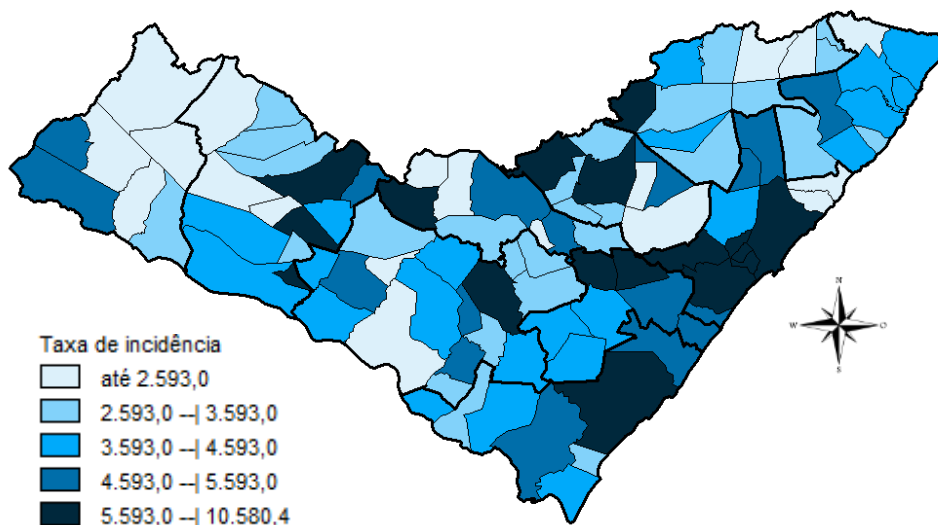 N
W O
S
Taxa de incidência
até 2.593,0
2.593,0 --| 3.593,0
3.593,0 --| 4.593,0
4.593,0 --| 5.593,0
5.593,0 --| 10.580,4